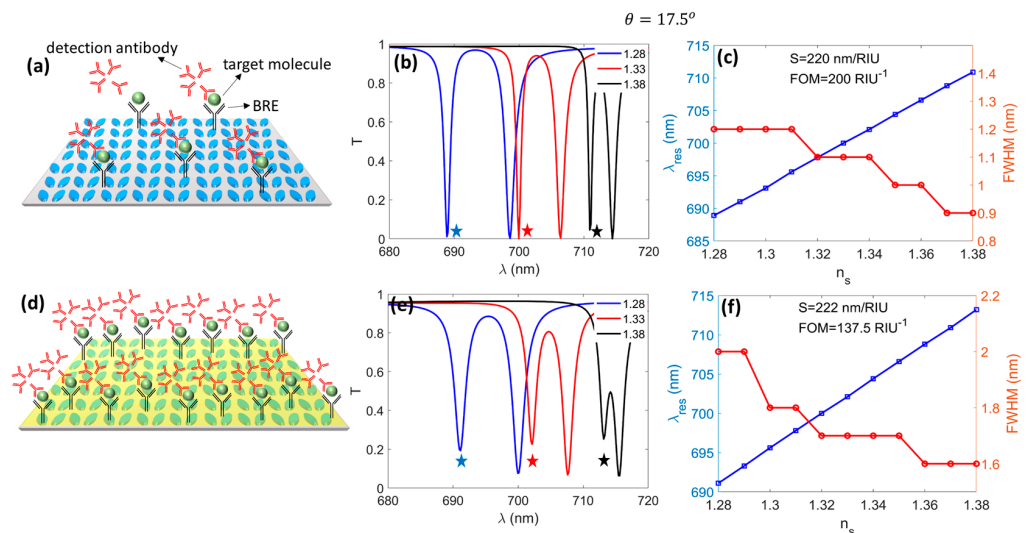 θ = 17.5°
detection antibody
target molecule
BRE
(a)
(b)
1.28
1.33
1.38
T
1
0.8
0.6
0.4
0.2
0
680 690 700 710 720
λ (nm)
(c)
S=220 nm/RIU
FOM=200 RIU⁻¹
λres (nm)
715
710
705
700
695
690
685
FWHM (nm)
1.4
1.3
1.2
1.1
1
0.9
0.8
1.28 1.3 1.32 1.34 1.36 1.38
ns
(d)
(e)
1.28
1.33
1.38
T
1
0.8
0.6
0.4
0.2
0
680 690 700 710 720
λ (nm)
(f)
S=222 nm/RIU
FOM=137.5 RIU⁻¹
λres (nm)
715
710
705
700
695
690
FWHM (nm)
2.2
2
1.8
1.6
1.28 1.3 1.32 1.34 1.36 1.38
ns